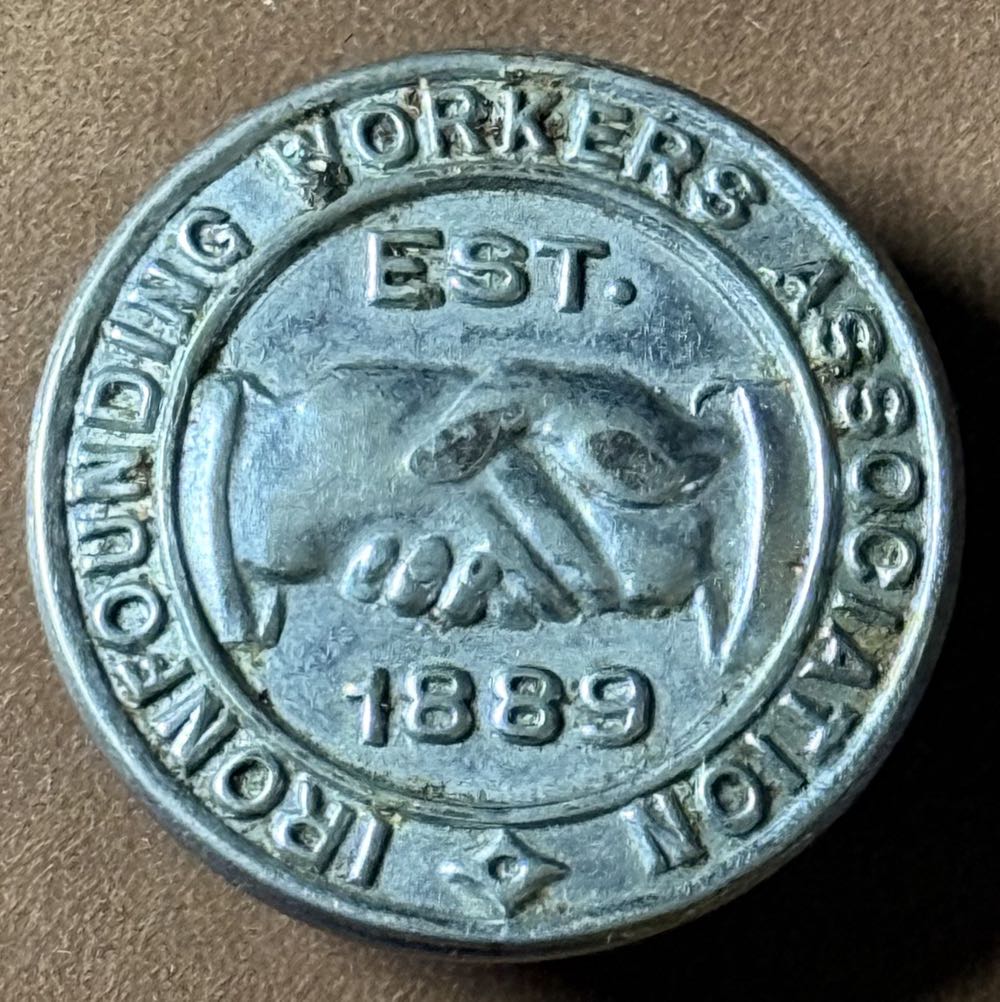 IRONFOUNDING WORKERS ASSOCIATION
EST.
1889